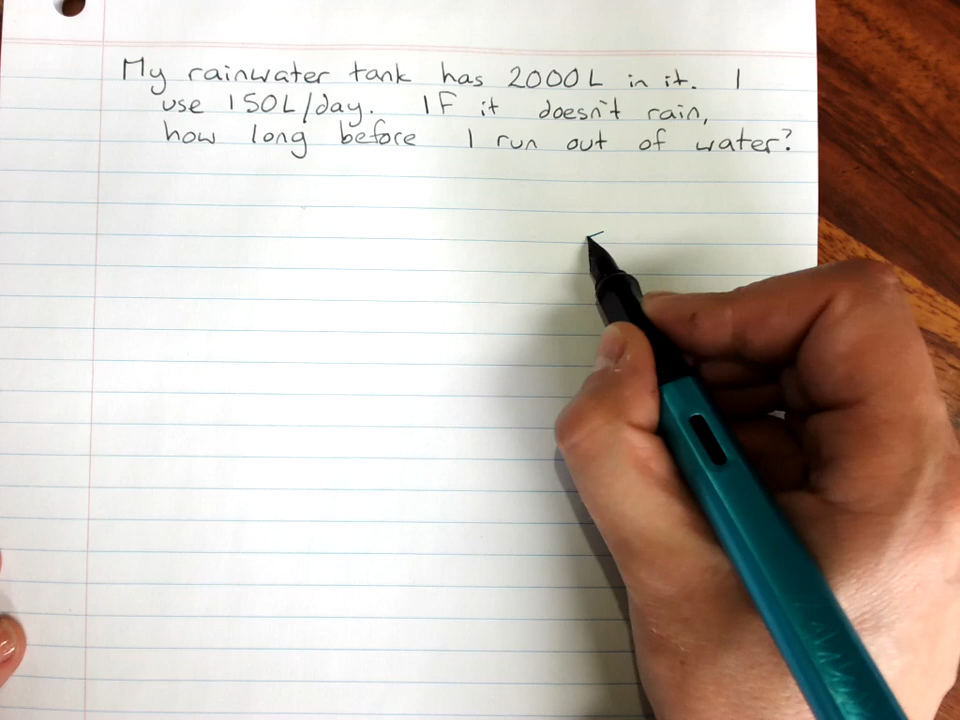 My rainwater tank has 2000L in it. I
use 150L/day. IF it doesn't rain,
how long before I run out of water?